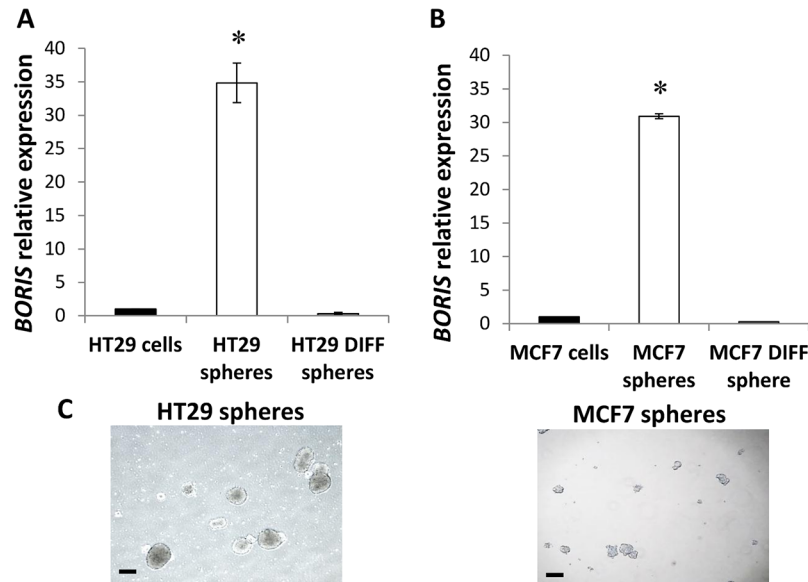 A
BORIS relative expression
40
35
30
25
20
15
10
5
0
*
HT29 cells
HT29
spheres
HT29 DIFF
spheres
B
BORIS relative expression
40
35
30
25
20
15
10
5
0
*
MCF7 cells
MCF7
spheres
MCF7 DIFF
sphere
C
HT29 spheres
MCF7 spheres